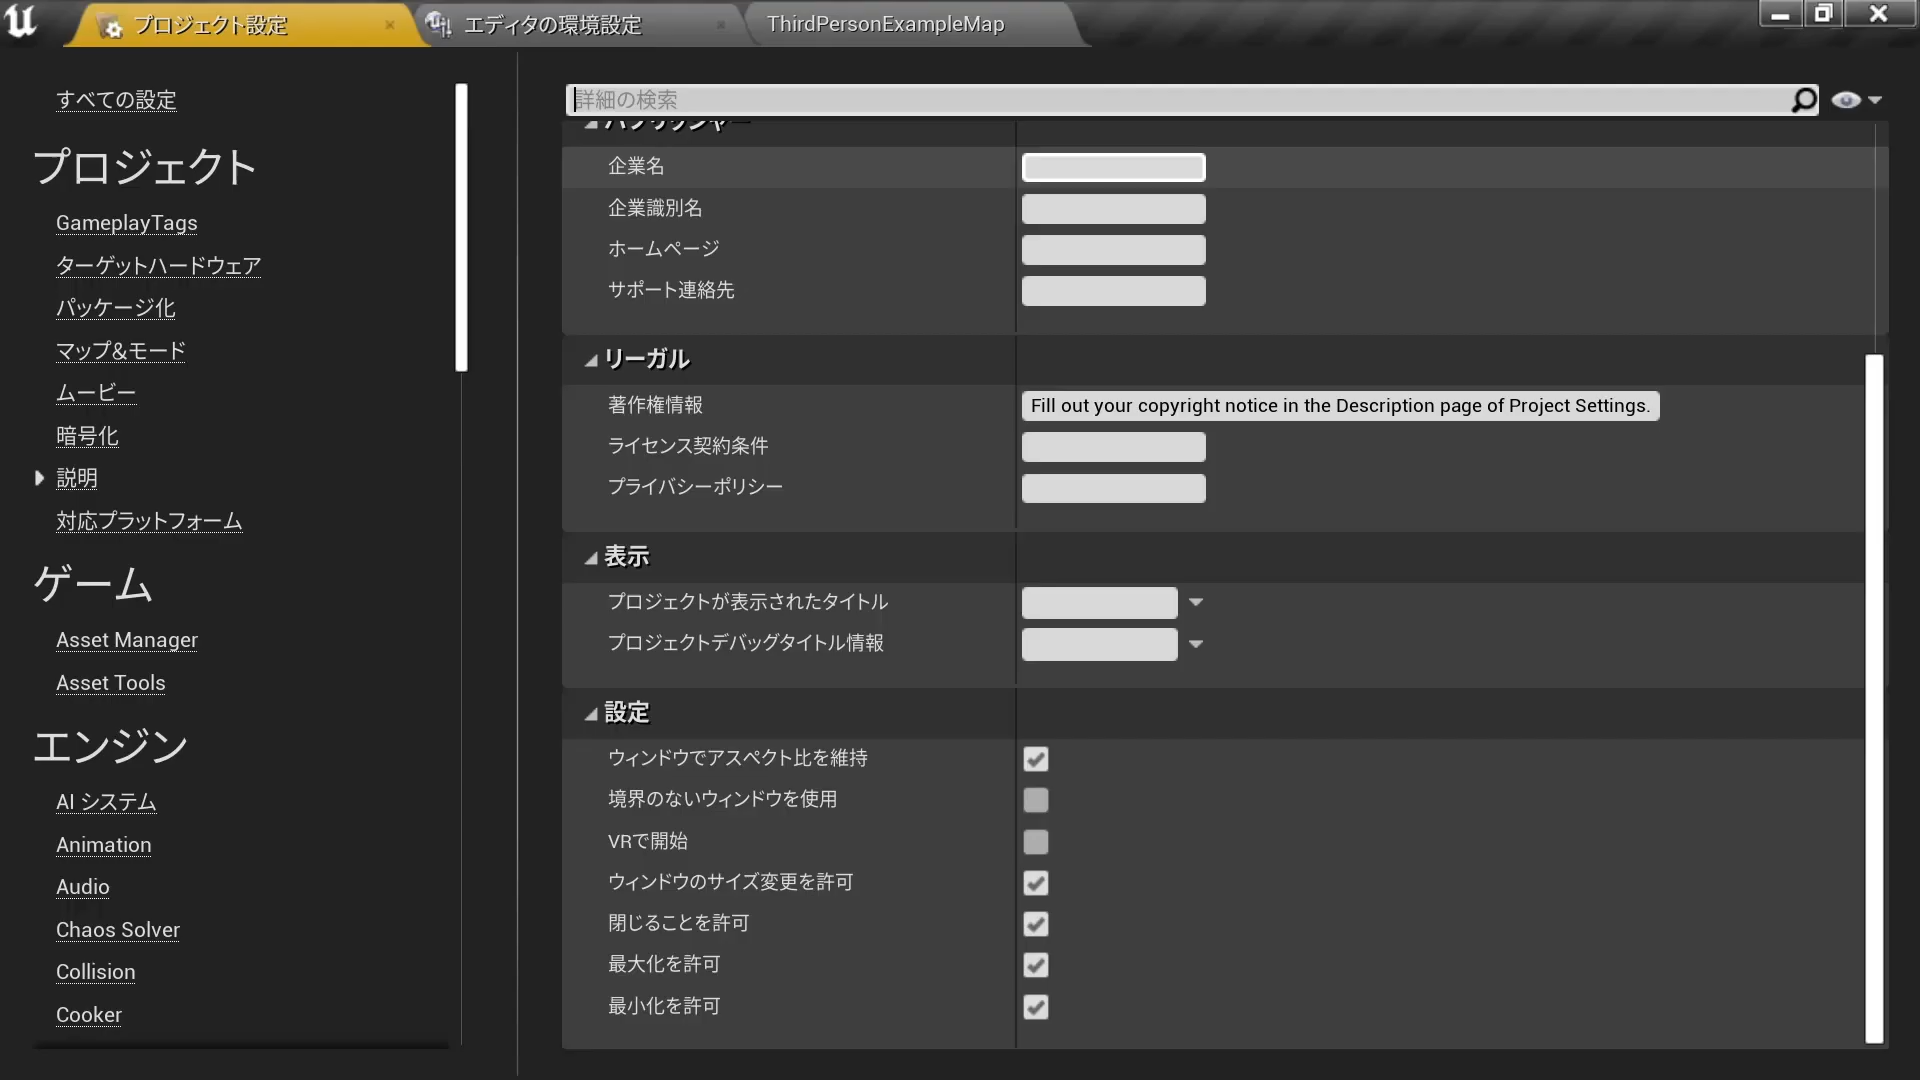 プロジェクト設定
エディタの環境設定
ThirdPersonExampleMap
すべての設定
プロジェクト
GameplayTags
ターゲットハードウェア
パッケージ化
マップ&モード
ムービー
暗号化
説明
対応プラットフォーム
ゲーム
Asset Manager
Asset Tools
エンジン
AI システム
Animation
Audio
Chaos Solver
Collision
Cooker
詳細の検索
パブリッシャー
企業名
企業識別名
ホームページ
サポート連絡先
リーガル
著作権情報 Fill out your copyright notice in the Description page of Project Settings.
ライセンス契約条件
プライバシーポリシー
表示
プロジェクトが表示されたタイトル
プロジェクトデバッグタイトル情報
設定
ウィンドウでアスペクト比を維持
境界のないウィンドウを使用
VRで開始
ウィンドウのサイズ変更を許可
閉じることを許可
最大化を許可
最小化を許可